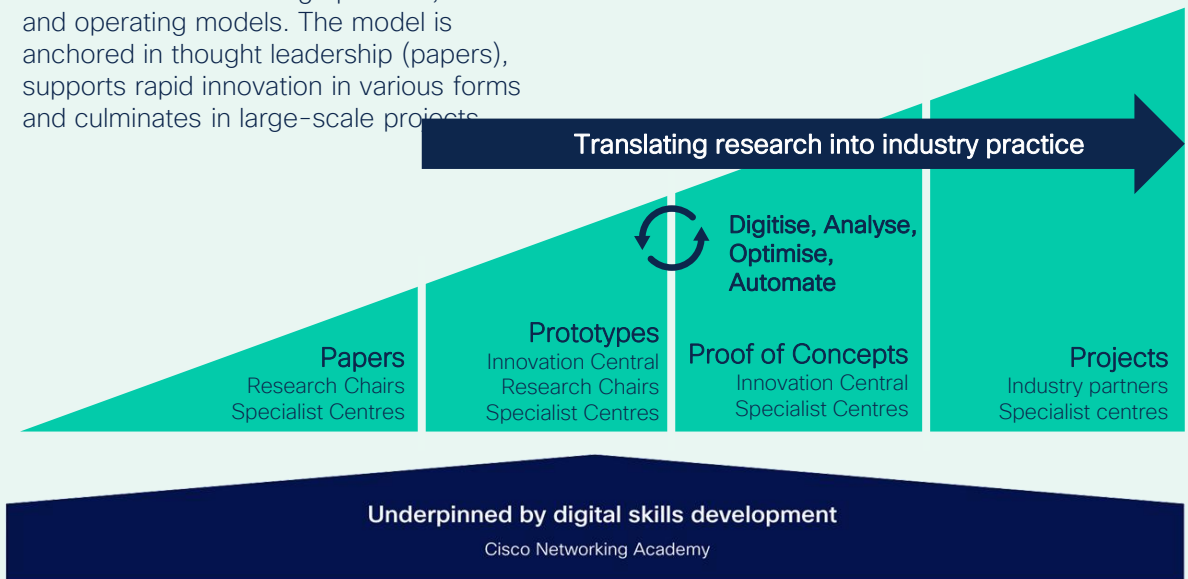 and operating models. The model is
anchored in thought leadership (papers),
supports rapid innovation in various forms
and culminates in large-scale projects
Translating research into industry practice
Digitise, Analyse,
Optimise,
Automate
Papers
Research Chairs
Specialist Centres
Prototypes
Innovation Central
Research Chairs
Specialist Centres
Proof of Concepts
Innovation Central
Specialist Centres
Projects
Industry partners
Specialist centres
Underpinned by digital skills development
Cisco Networking Academy